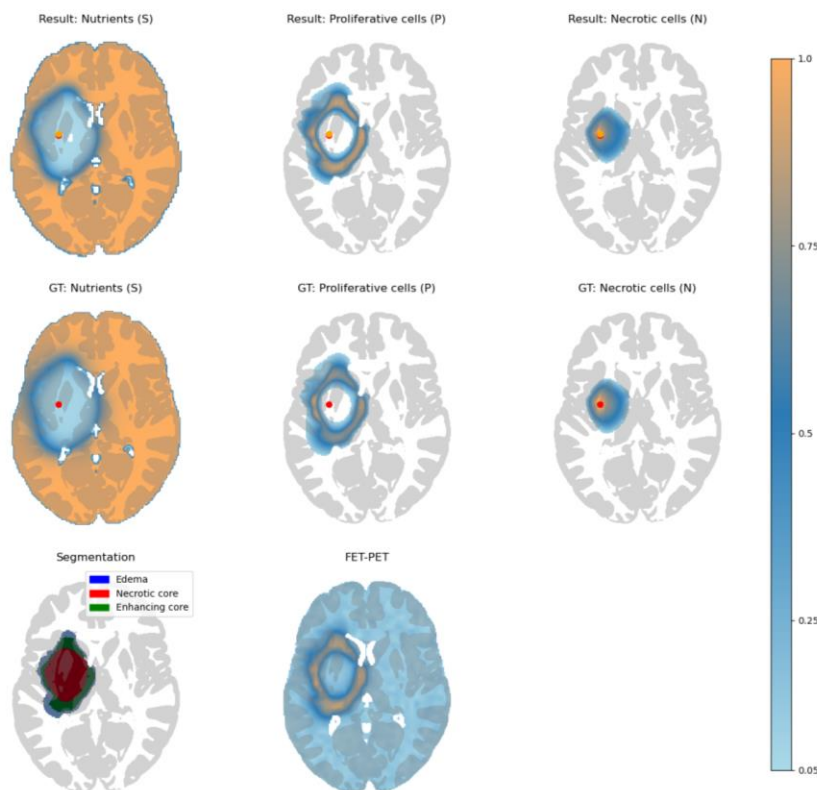 Result: Nutrients (S)
Result: Proliferative cells (P)
Result: Necrotic cells (N)
GT: Nutrients (S)
GT: Proliferative cells (P)
GT: Necrotic cells (N)
Segmentation
Edema
Necrotic core
Enhancing core
FET-PET
1.0
0.75
0.5
0.25
0.05